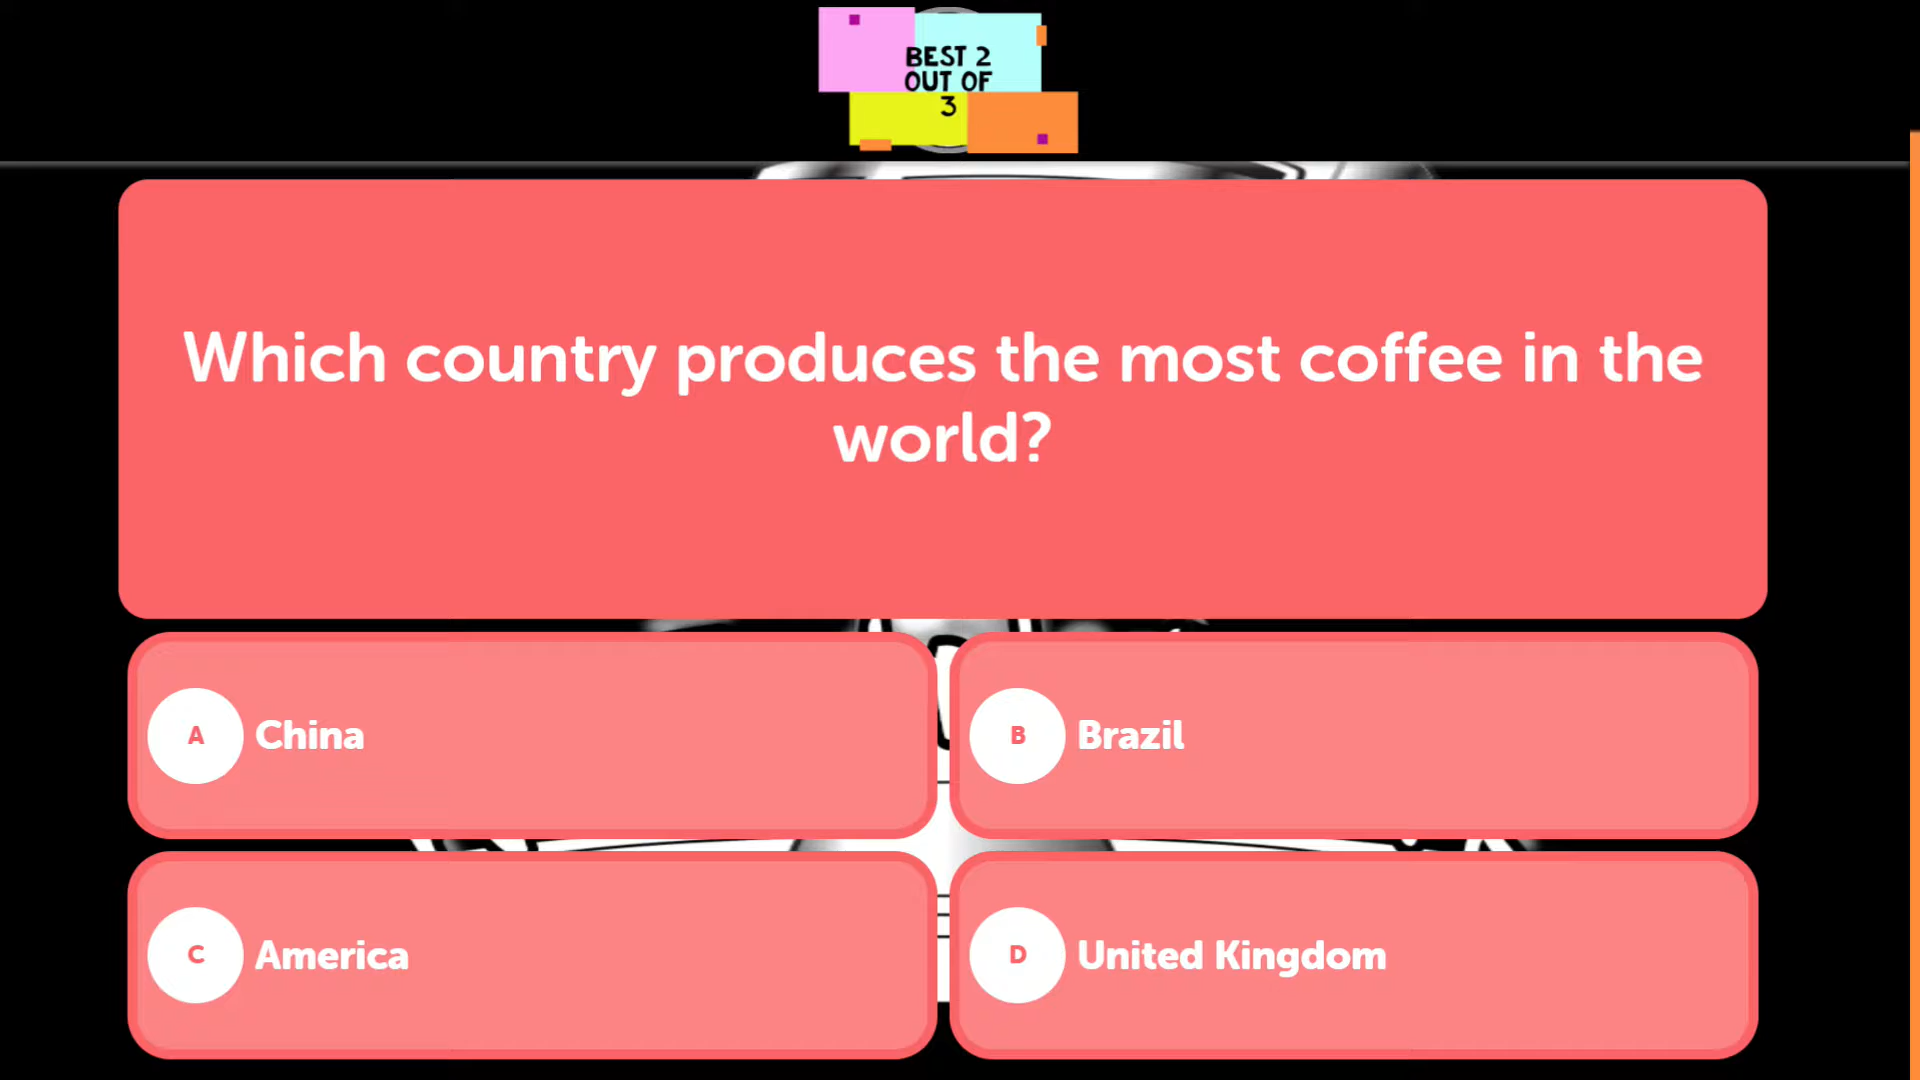 BEST 2
OUT OF
3
Which country produces the most coffee in the
world?
A China
B Brazil
C America
D United Kingdom